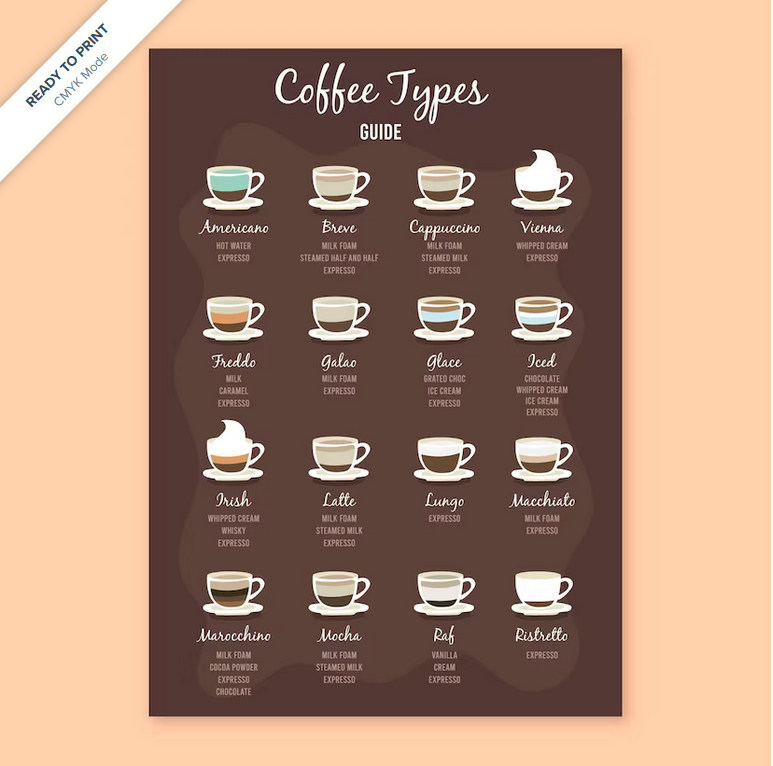 READY TO PRINT
CMYK Mode
Coffee Types
GUIDE
Americano
HOT WATER
EXPRESSO
Breve
MILK FOAM
STEAMED HALF AND HALF
EXPRESSO
Cappuccino
MILK FOAM
STEAMED MILK
EXPRESSO
Vienna
WHIPPED CREAM
EXPRESSO
Freddo
MILK
CARAMEL
EXPRESSO
Galao
MILK FOAM
EXPRESSO
Glace
GRATED CHOC
ICE CREAM
EXPRESSO
Iced
CHOCOLATE
WHIPPED CREAM
ICE CREAM
EXPRESSO
Irish
WHIPPED CREAM
WHISKY
EXPRESSO
Latte
MILK FOAM
STEAMED MILK
EXPRESSO
Lungo
EXPRESSO
Macchiato
MILK FOAM
EXPRESSO
Marocchino
MILK FOAM
COCOA POWDER
EXPRESSO
CHOCOLATE
Mocha
MILK FOAM
STEAMED MILK
EXPRESSO
Raf
VANILLA
CREAM
EXPRESSO
Ristretto
EXPRESSO